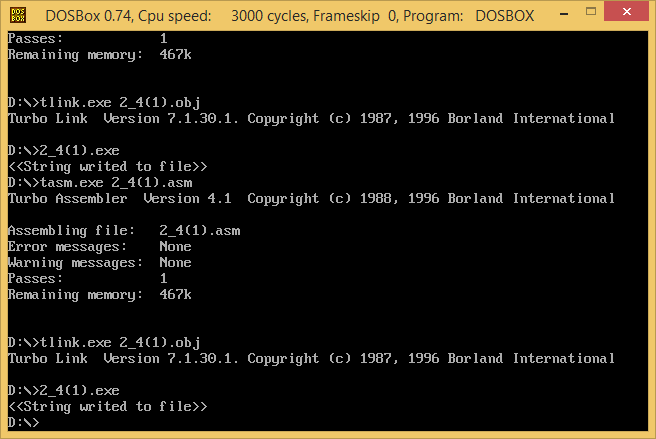 DOS BOX
DOSBox 0.74, Cpu speed:     3000 cycles, Frameskip  0, Program:   DOSBOX
Passes:            1
Remaining memory:  467k
D:\>tlink.exe 2_4(1).obj
Turbo Link  Version 7.1.30.1. Copyright (c) 1987, 1996 Borland International
D:\>2_4(1).exe
<<String writed to file>>
D:\>tasm.exe 2_4(1).asm
Turbo Assembler  Version 4.1  Copyright (c) 1988, 1996 Borland International
Assembling file:   2_4(1).asm
Error messages:    None
Warning messages:  None
Passes:            1
Remaining memory:  467k
D:\>tlink.exe 2_4(1).obj
Turbo Link  Version 7.1.30.1. Copyright (c) 1987, 1996 Borland International
D:\>2_4(1).exe
<<String writed to file>>
D:\>